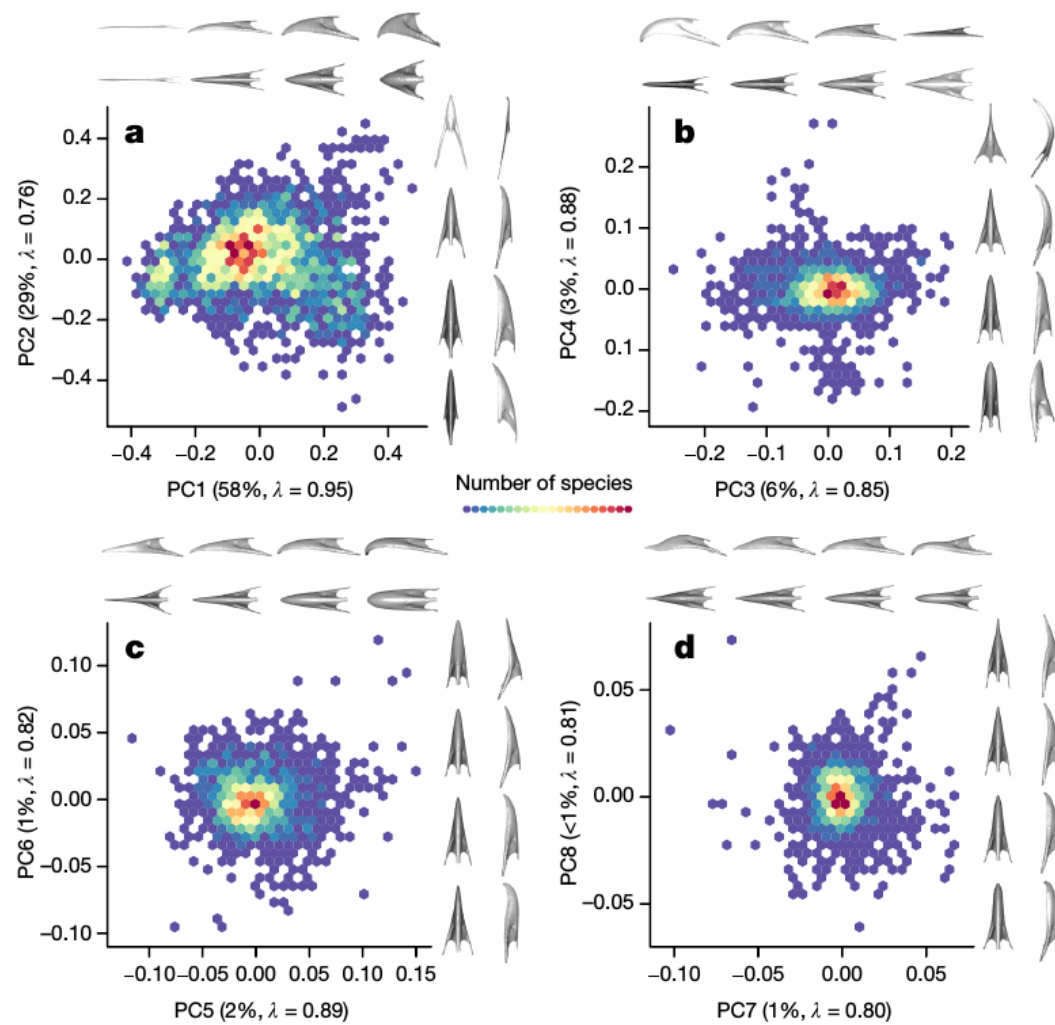 a
0.4
0.2
0.0
−0.2
−0.4
PC2 (29%, λ = 0.76)
−0.4 −0.2 0.0 0.2 0.4
PC1 (58%, λ = 0.95)
b
0.2
0.1
0.0
0.1
−0.2
PC4 (3%, λ = 0.88)
−0.2 −0.1 0.0 0.1 0.2
PC3 (6%, λ = 0.85)
Number of species
c
0.10
0.05
0.00
−0.05
−0.10
PC6 (1%, λ = 0.82)
−0.10 −0.05 0.00 0.05 0.10 0.15
PC5 (2%, λ = 0.89)
d
0.05
0.00
−0.05
PC8 (<1%, λ = 0.81)
−0.10 −0.05 0.00 0.05
PC7 (1%, λ = 0.80)